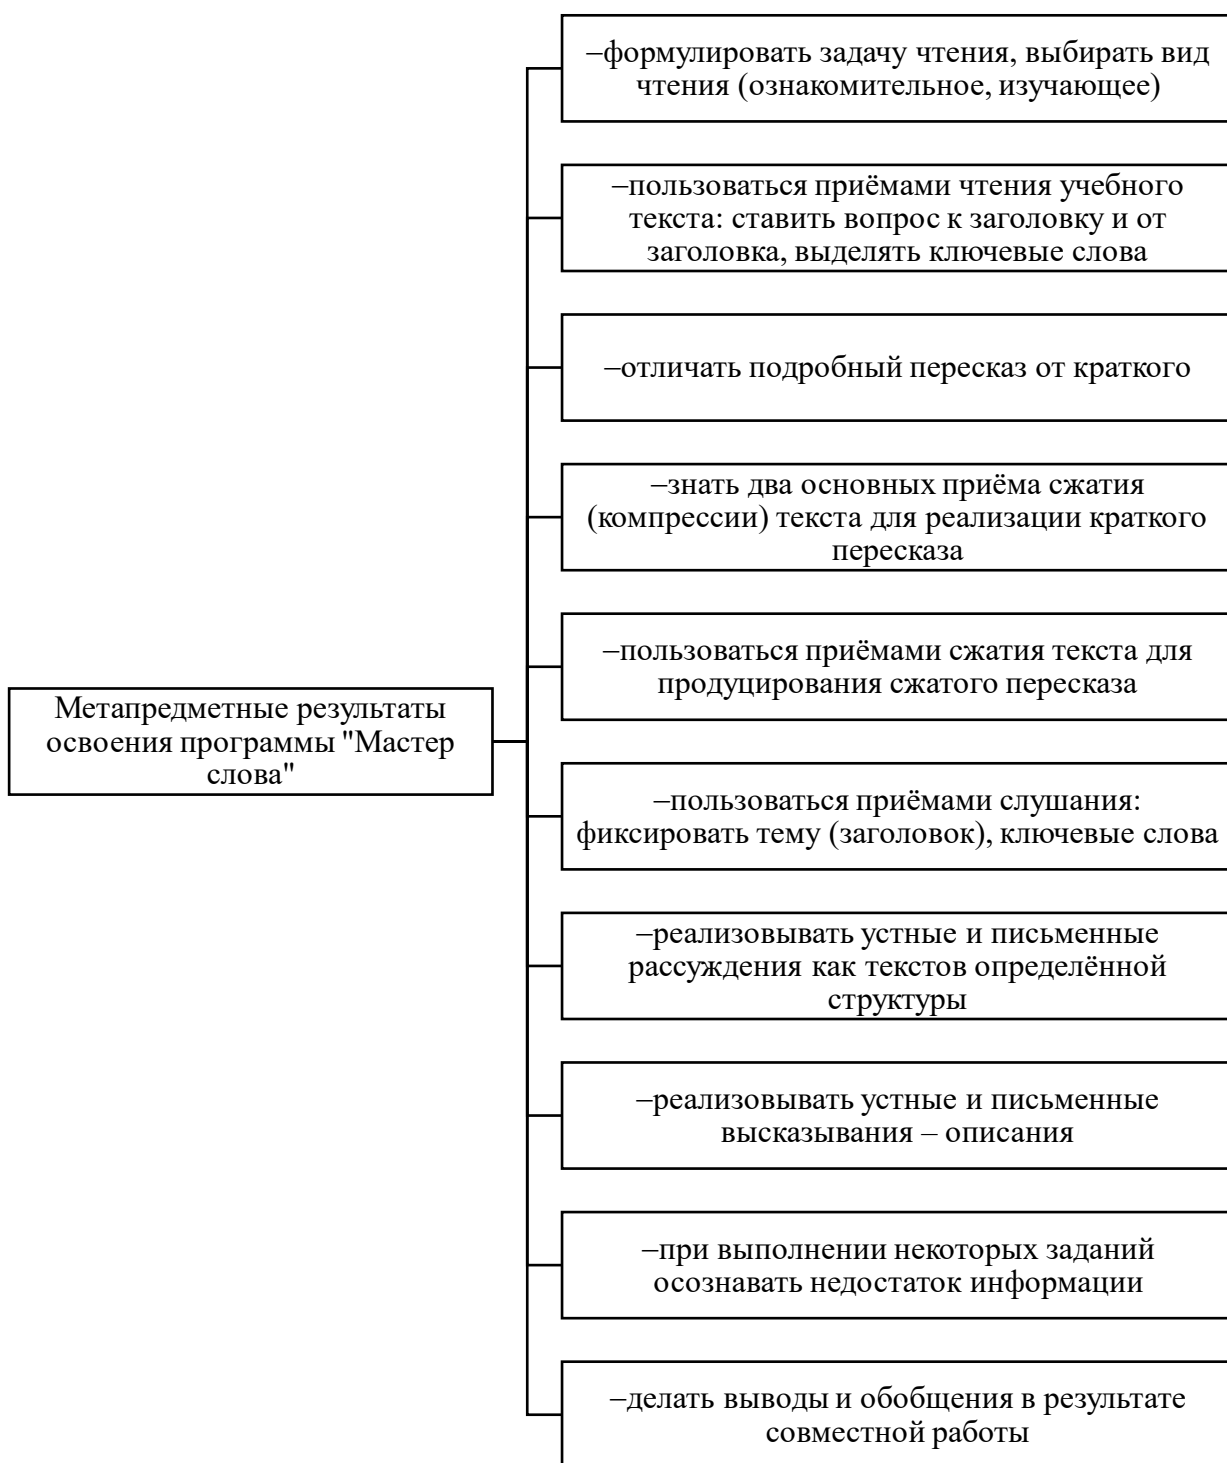 –формулировать задачу чтения, выбирать вид
чтения (ознакомительное, изучающее)
–пользоваться приёмами чтения учебного
текста: ставить вопрос к заголовку и от
заголовка, выделять ключевые слова
–отличать подробный пересказ от краткого
–знать два основных приёма сжатия
(компрессии) текста для реализации краткого
пересказа
–пользоваться приёмами сжатия текста для
продуцирования сжатого пересказа
Метапредметные результаты
освоения программы "Мастер
слова"
–пользоваться приёмами слушания:
фиксировать тему (заголовок), ключевые слова
–реализовывать устные и письменные
рассуждения как текстов определённой
структуры
–реализовывать устные и письменные
высказывания – описания
–при выполнении некоторых заданий
осознавать недостаток информации
–делать выводы и обобщения в результате
совместной работы